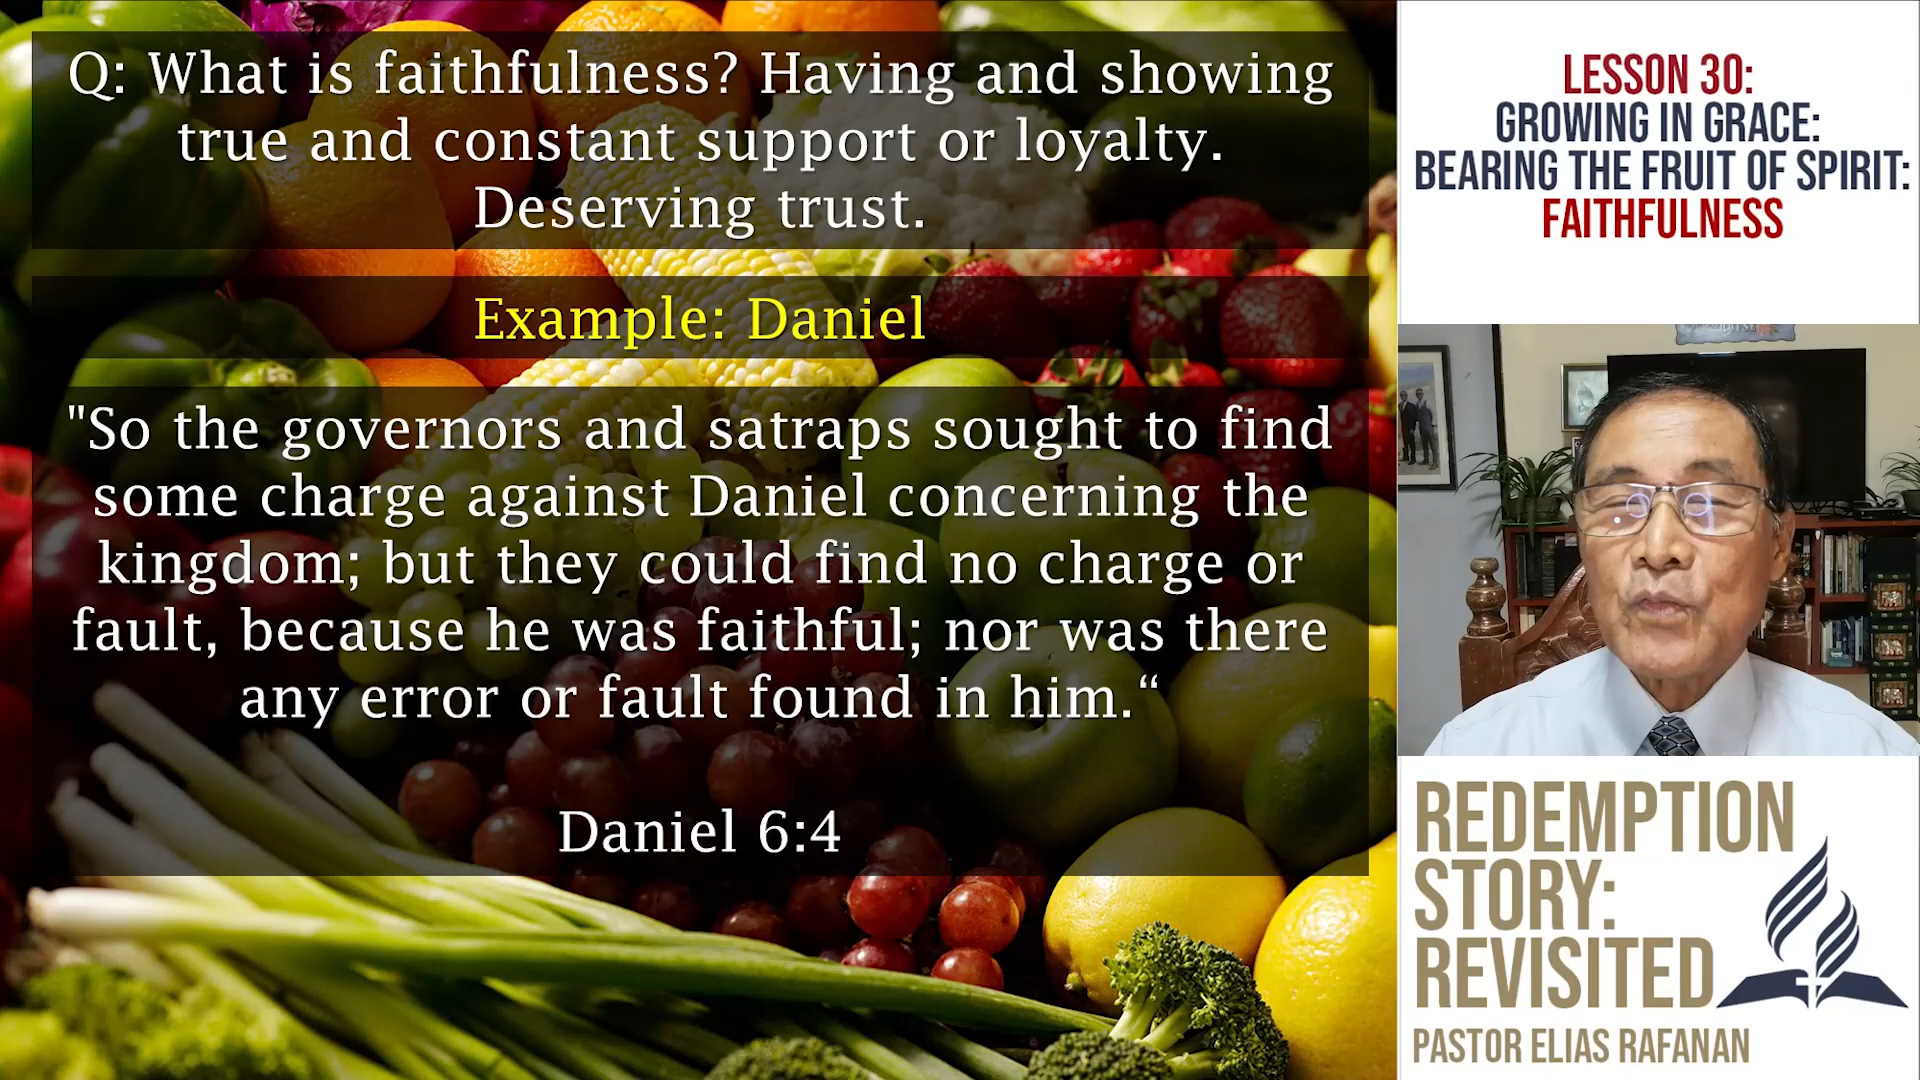 Q: What is faithfulness? Having and showing
true and constant support or loyalty.
Deserving trust.
Example: Daniel
"So the governors and satraps sought to find
some charge against Daniel concerning the
kingdom; but they could find no charge or
fault, because he was faithful; nor was there
any error or fault found in him.“
Daniel 6:4
LESSON 30:
GROWING IN GRACE:
BEARING THE FRUIT OF SPIRIT:
FAITHFULNESS
REDEMPTION
STORY:
REVISITED
PASTOR ELIAS RAFANAN